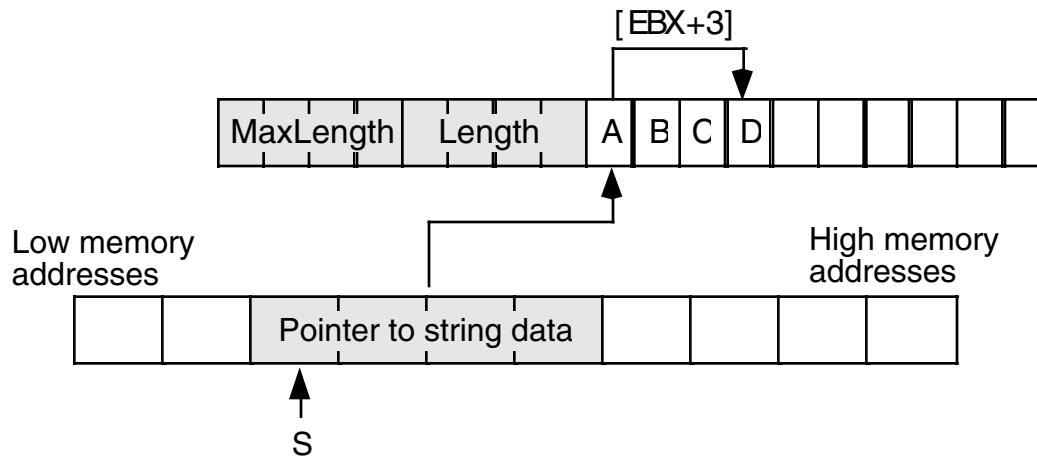 [EBX+3]
MaxLength Length A B C D
Low memory
addresses
High memory
addresses
Pointer to string data
S